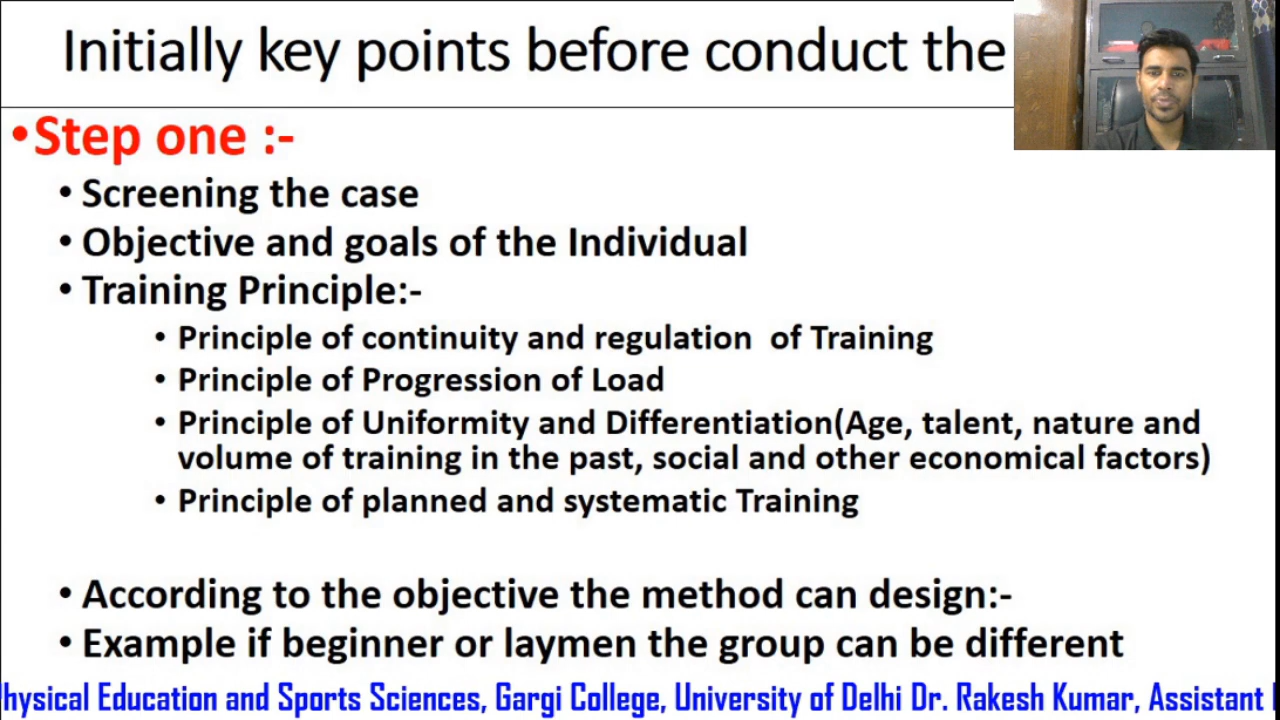 Initially key points before conduct the
•Step one :-
• Screening the case
• Objective and goals of the Individual
• Training Principle:-
• Principle of continuity and regulation of Training
• Principle of Progression of Load
• Principle of Uniformity and Differentiation(Age, talent, nature and
volume of training in the past, social and other economical factors)
• Principle of planned and systematic Training
• According to the objective the method can design:-
• Example if beginner or laymen the group can be different
hysical Education and Sports Sciences, Gargi College, University of Delhi Dr. Rakesh Kumar, Assistant